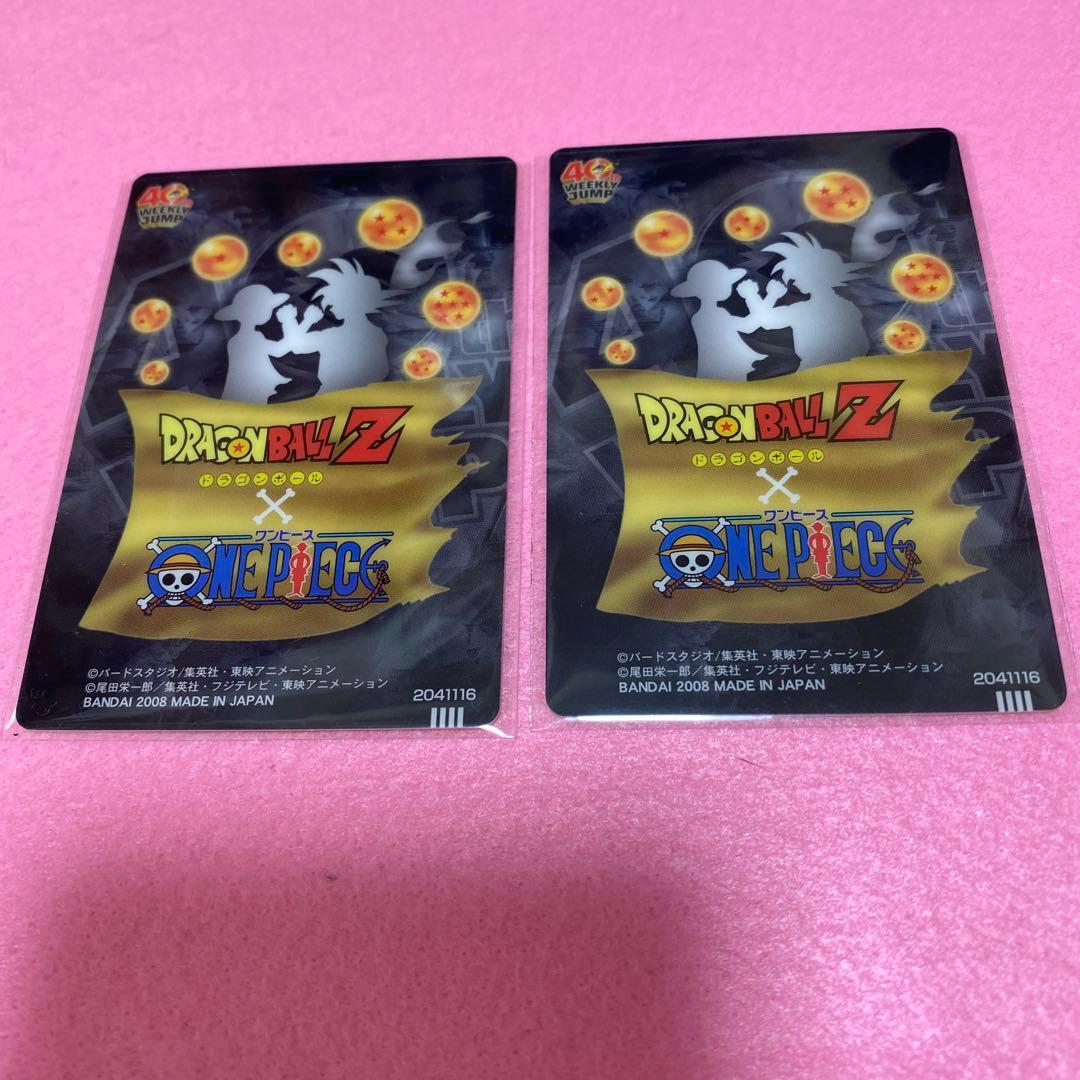 40th
WEEKLY
JUMP
DRAGONBALL Z
ドラゴンボール
×
ワンピース
ONE PIECE
©バードスタジオ/集英社・東映アニメーション
©尾田栄一郎/集英社・フジテレビ・東映アニメーション
BANDAI 2008 MADE IN JAPAN
2041116
40th
WEEKLY
JUMP
DRAGONBALL Z
ドラゴンボール
×
ワンピース
ONE PIECE
©バードスタジオ/集英社・東映アニメーション
©尾田栄一郎/集英社・フジテレビ・東映アニメーション
BANDAI 2008 MADE IN JAPAN
2041116